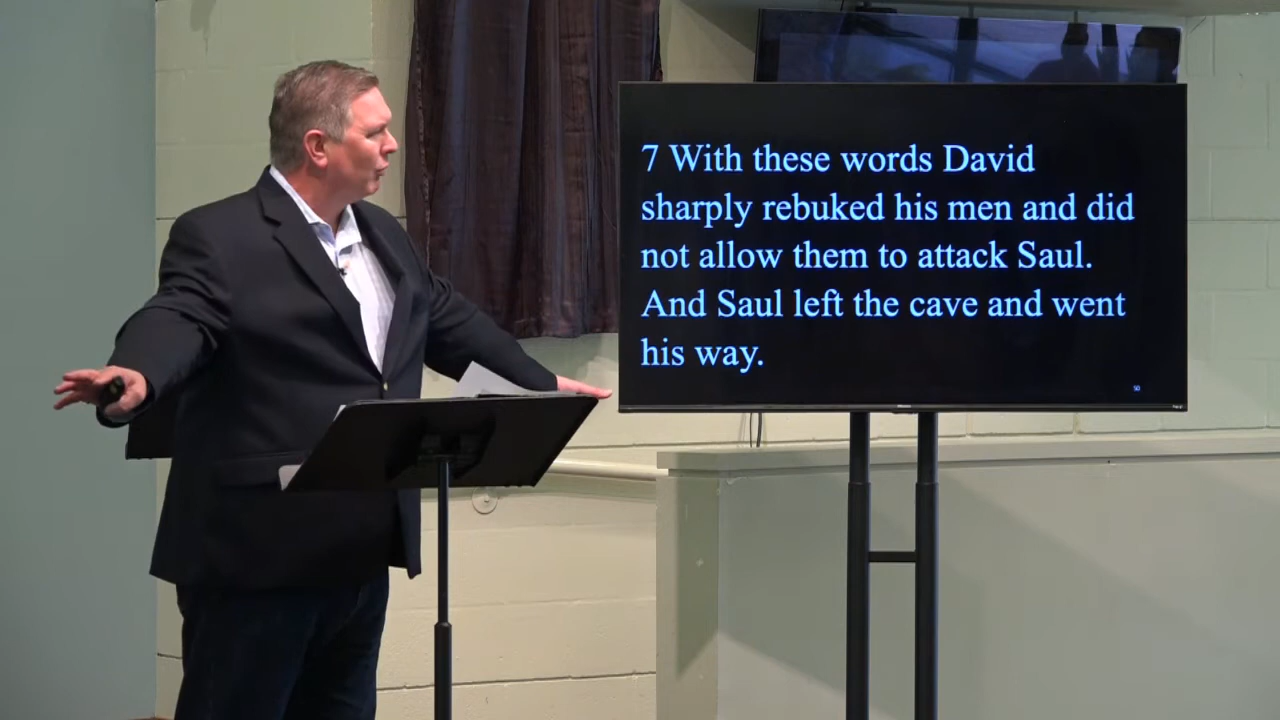 7 With these words David
sharply rebuked his men and did
not allow them to attack Saul.
And Saul left the cave and went
his way.
50